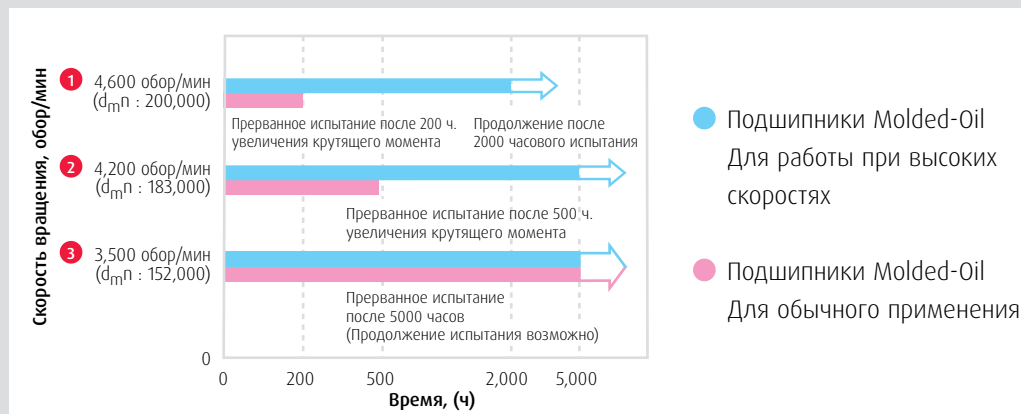 Скорость вращения, обор/мин
1
4,600 обор/мин
(dmn : 200,000)
Прерванное испытание после 200 ч.
увеличения крутящего момента
Продолжение после
2000 часового испытания
2
4,200 обор/мин
(dmn : 183,000)
Прерванное испытание после 500 ч.
увеличения крутящего момента
3
3,500 обор/мин
(dmn : 152,000)
Прерванное испытание
после 5000 часов
(Продолжение испытания возможно)
0
0 200 500 2,000 5,000
Время, (ч)
Подшипники Molded-Oil
Для работы при высоких
скоростях
Подшипники Molded-Oil
Для обычного применения